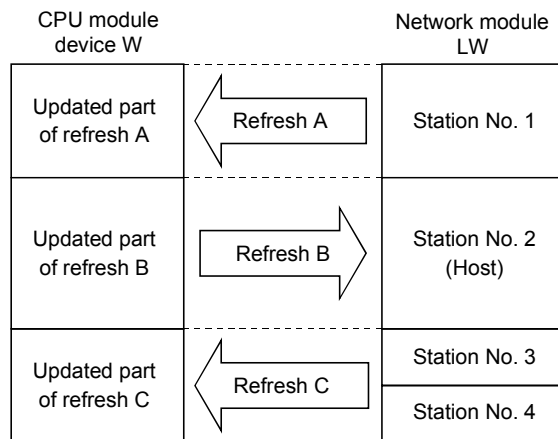 CPU module
device W
Network module
LW
Updated part
of refresh A
Refresh A
Station No. 1
Updated part
of refresh B
Refresh B
Station No. 2
(Host)
Updated part
of refresh C
Refresh C
Station No. 3
Station No. 4